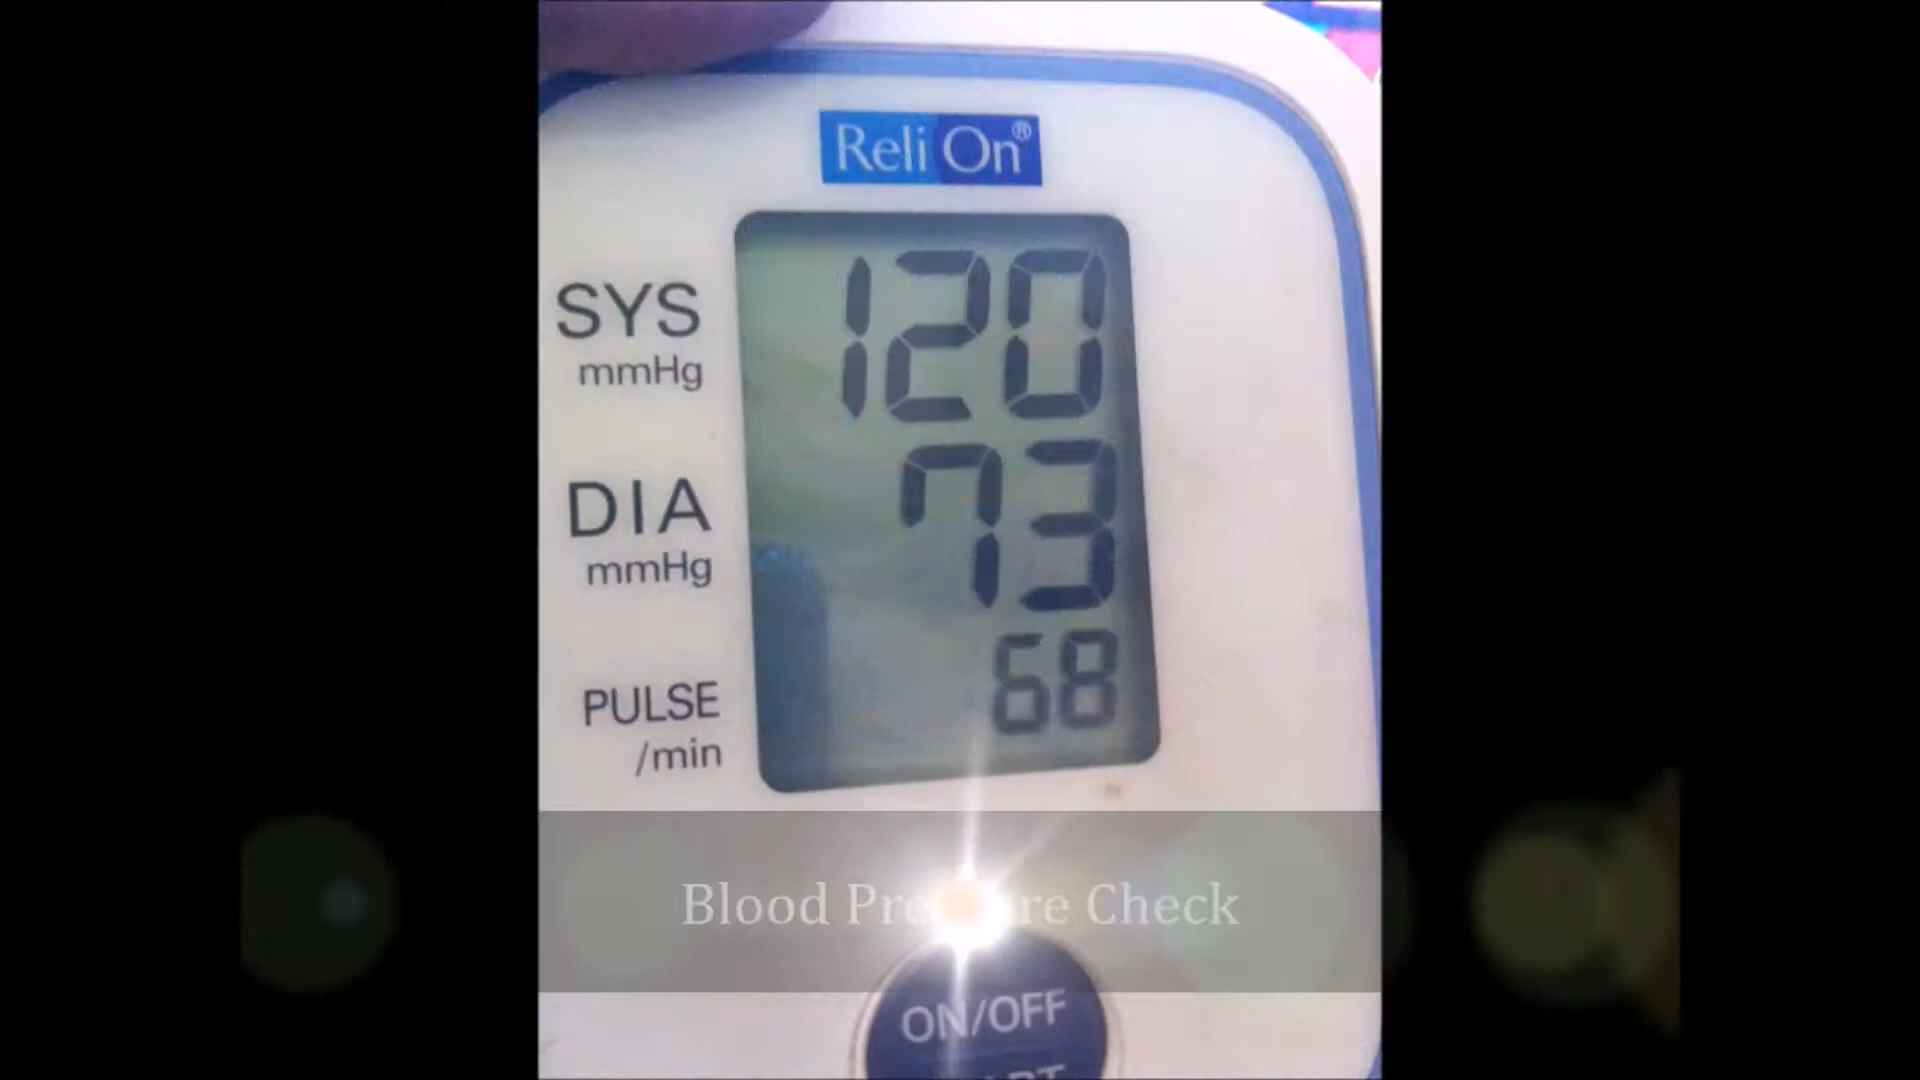 Reli On®
SYS
mmHg
120
DIA
mmHg
73
PULSE
/min
68
Blood Pre re Check
ON/OFF